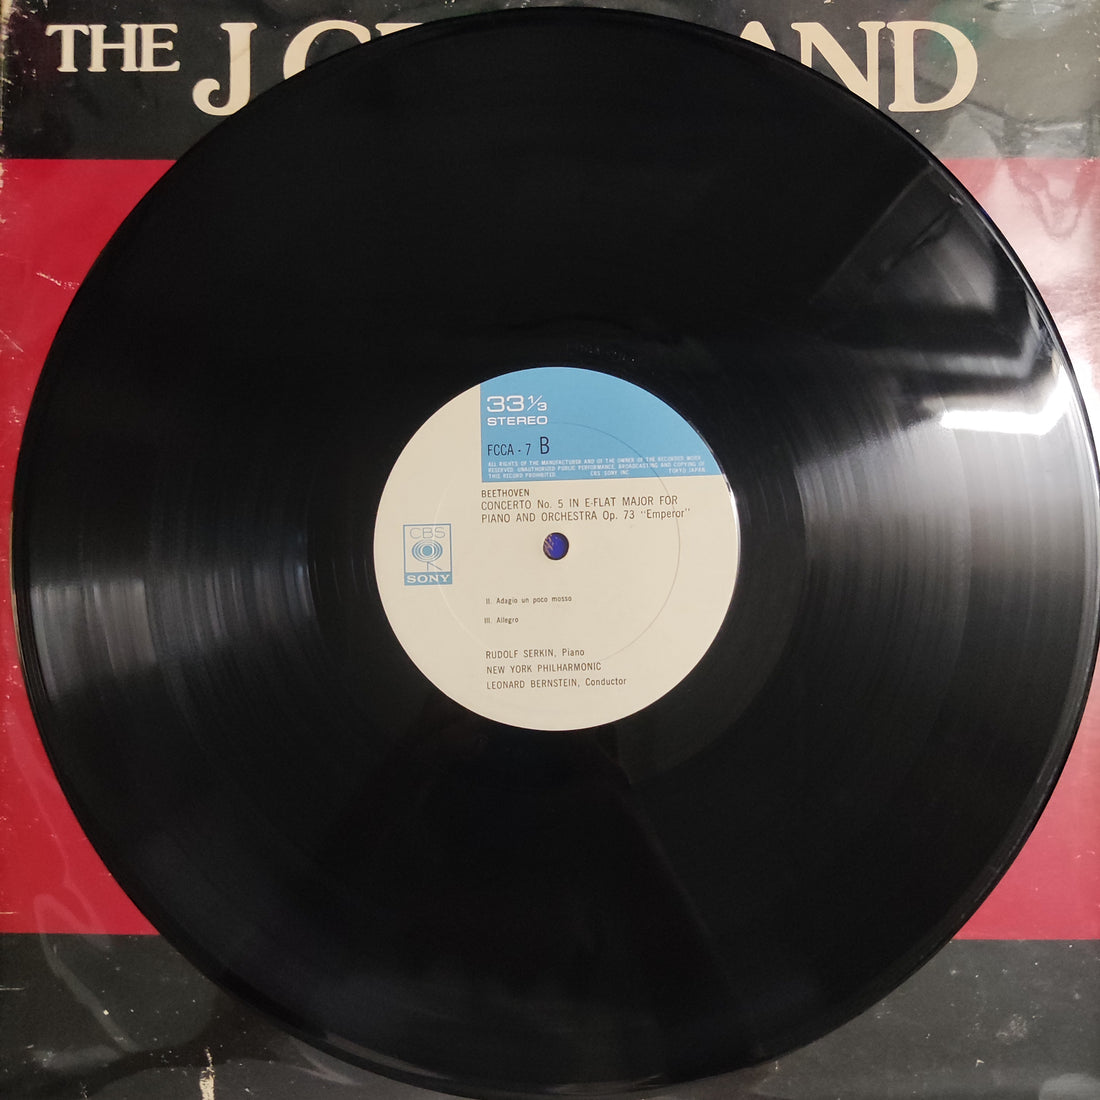 THE J. G AND
33 1/3
STEREO
FCCA - 7 B
ALL RIGHTS OF THE MANUFACTURER AND OF THE OWNER OF THE RECORDED WORK
RESERVED. UNAUTHORIZED PUBLIC PERFORMANCE, BROADCASTING AND COPYING OF
THIS RECORD PROHIBITED. CBS SONY INC. TOKYO JAPAN
BEETHOVEN
CONCERTO No. 5 IN E-FLAT MAJOR FOR
PIANO AND ORCHESTRA Op. 73 "Emperor"
CBS
SONY
II. Adagio un poco mosso
III. Allegro
RUDOLF SERKIN, Piano
NEW YORK PHILHARMONIC
LEONARD BERNSTEIN, Conductor